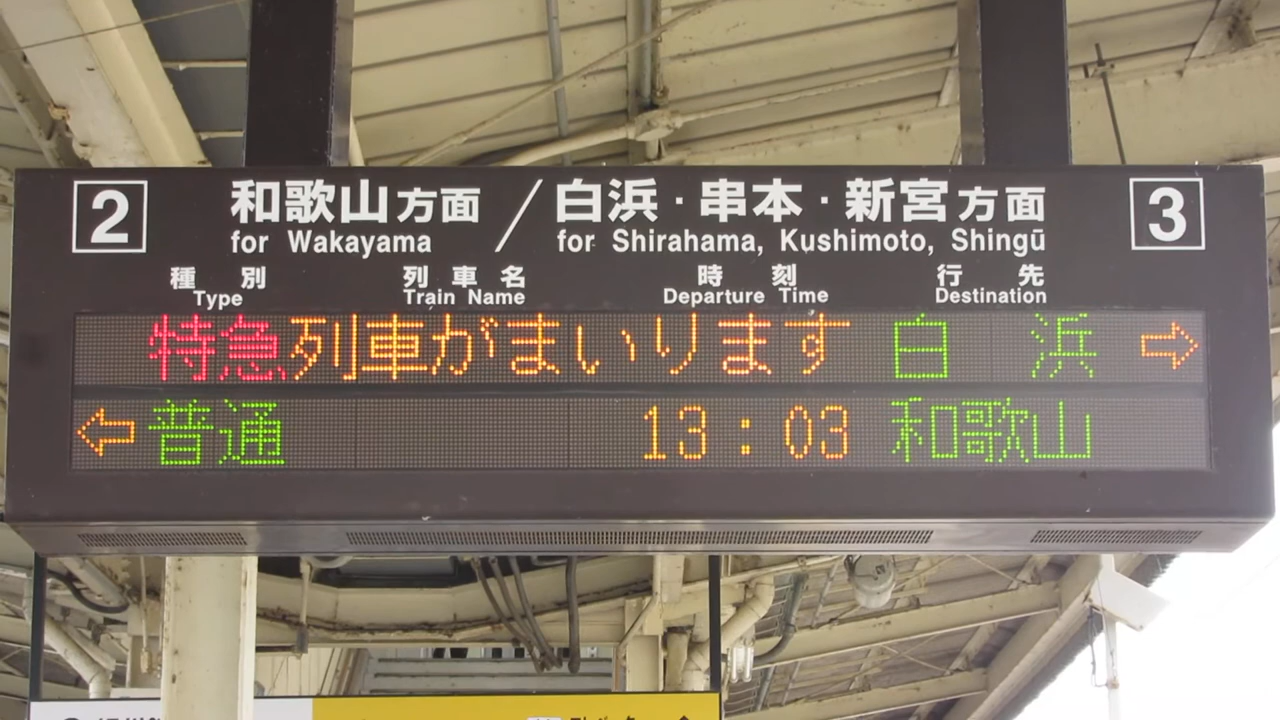 2 和歌山方面 / 白浜・串本・新宮方面 3
for Wakayama for Shirahama, Kushimoto, Shingū
種別 列車名 時刻 行先
Type Train Name Departure Time Destination
特急列車がまいります 白浜 ⇨
⇦ 普通 13:03 和歌山